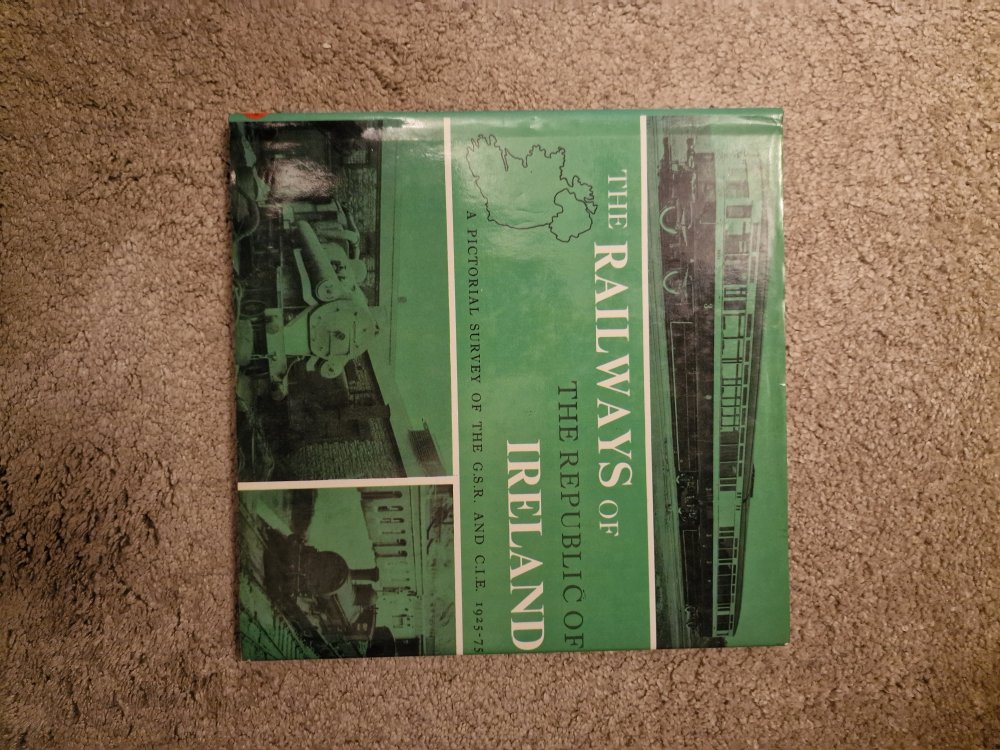 THE RAILWAYS OF
THE REPUBLIC OF
IRELAND
A PICTORIAL SURVEY OF THE G.S.R. AND C.I.E. 1925-75